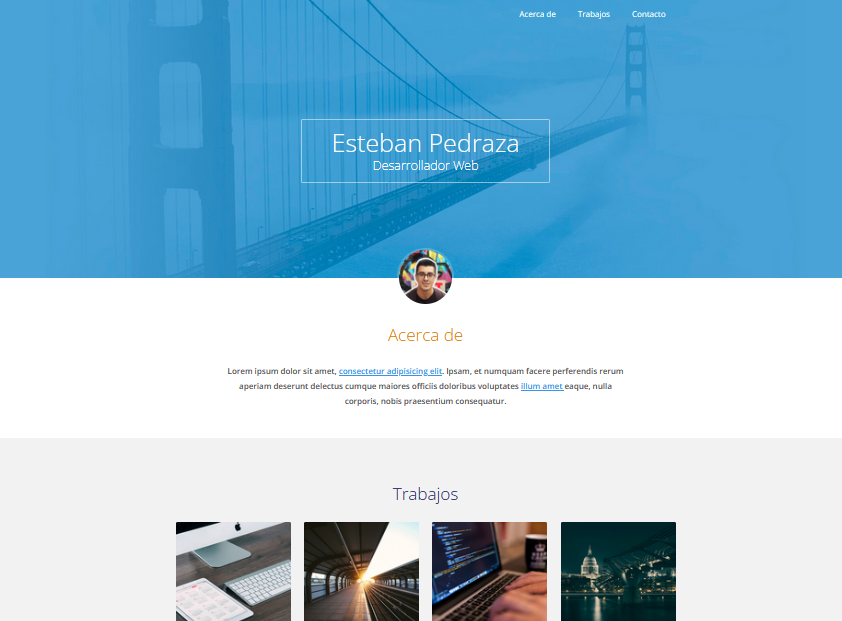 Acerca de Trabajos Contacto
Esteban Pedraza
Desarrollador Web
Acerca de
Lorem ipsum dolor sit amet, consectetur adipisicing elit. Ipsam, et numquam facere perferendis rerum
aperiam deserunt delectus cumque maiores officiis doloribus voluptates illum amet eaque, nulla
corporis, nobis praesentium consequatur.
Trabajos